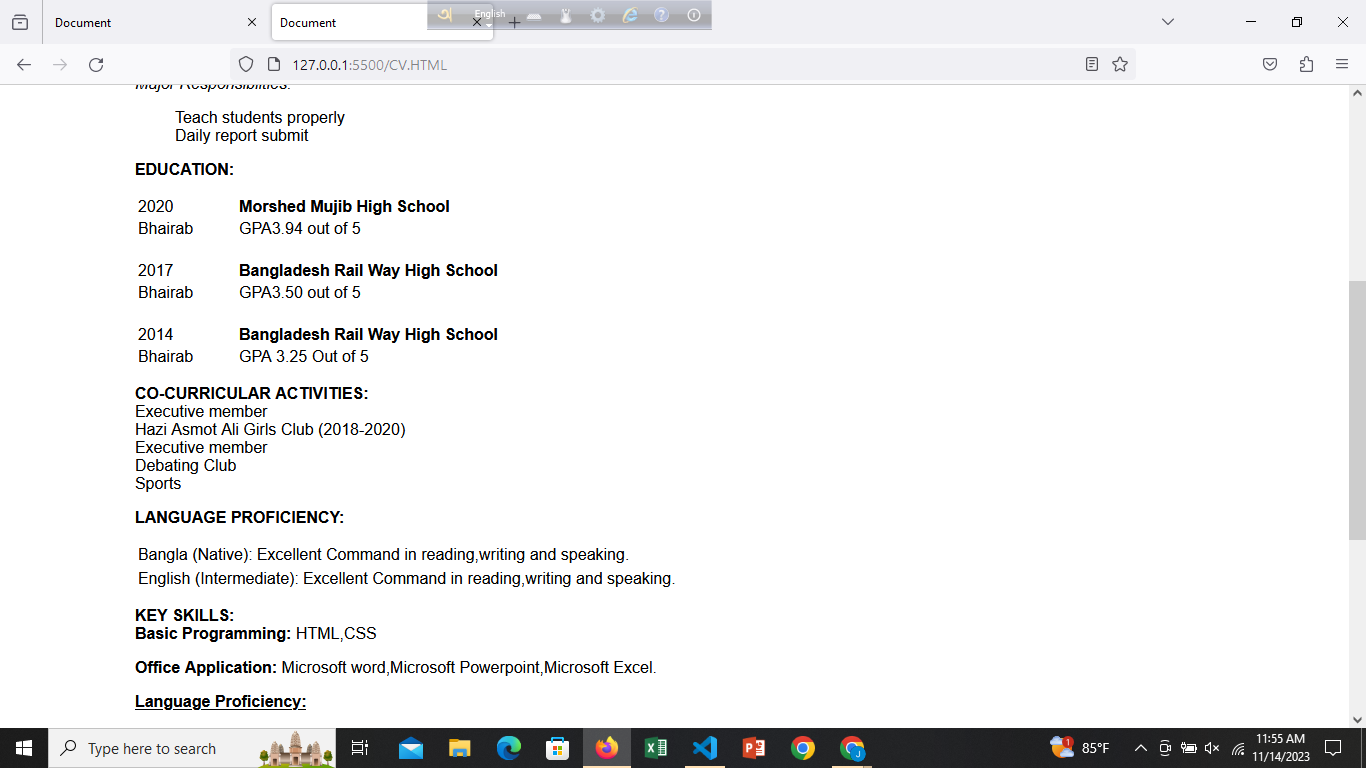 Document
Document
অ English
127.0.0.1:5500/CV.HTML
Major Responsiblities:
Teach students properly
Daily report submit
EDUCATION:
2020 Morshed Mujib High School
Bhairab GPA3.94 out of 5
2017 Bangladesh Rail Way High School
Bhairab GPA3.50 out of 5
2014 Bangladesh Rail Way High School
Bhairab GPA 3.25 Out of 5
CO-CURRICULAR ACTIVITIES:
Executive member
Hazi Asmot Ali Girls Club (2018-2020)
Executive member
Debating Club
Sports
LANGUAGE PROFICIENCY:
Bangla (Native): Excellent Command in reading,writing and speaking.
English (Intermediate): Excellent Command in reading,writing and speaking.
KEY SKILLS:
Basic Programming: HTML,CSS
Office Application: Microsoft word,Microsoft Powerpoint,Microsoft Excel.
Language Proficiency:
Type here to search
1
85°F
11:55 AM
11/14/2023